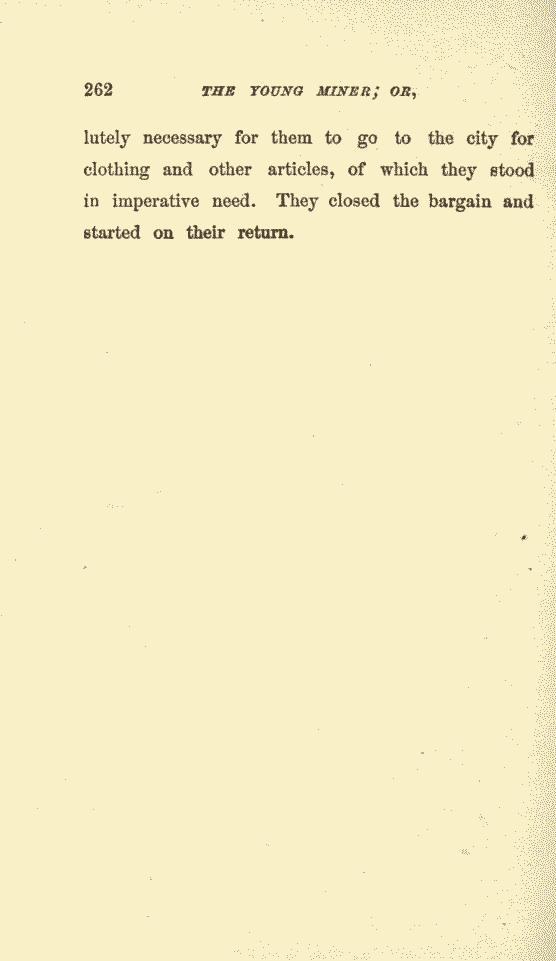 262 THE YOUNG MINER; OR,
lutely necessary for them to go to the city for
clothing and other articles, of which they stood
in imperative need. They closed the bargain and
started on their return.